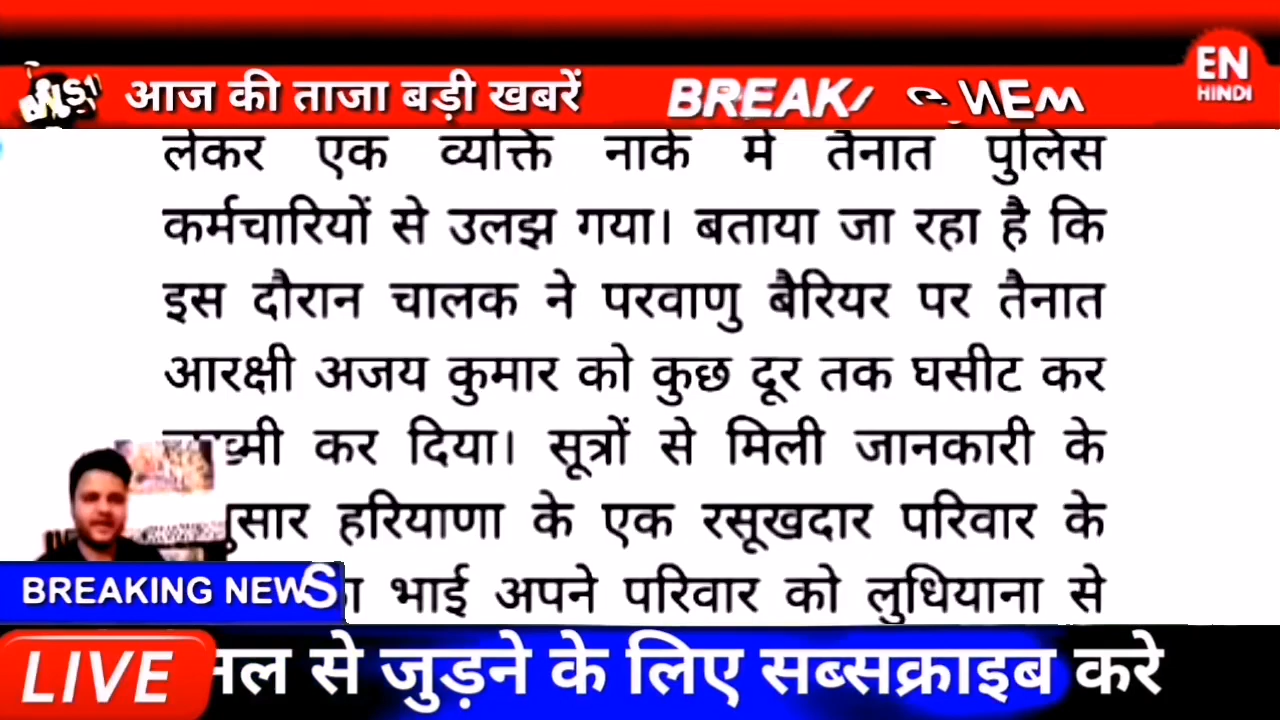 आज की ताजा बड़ी खबरें
EN
HINDI
लेकर एक व्यक्ति नाके में तैनात पुलिस
कर्मचारियों से उलझ गया। बताया जा रहा है कि
इस दौरान चालक ने परवाणु बैरियर पर तैनात
आरक्षी अजय कुमार को कुछ दूर तक घसीट कर
कर दिया। सूत्रों से मिली जानकारी के
हरियाणा के एक रसूखदार परिवार के
भाई अपने परिवार को लुधियाना से
BREAKING NEWS
LIVE
से जुड़ने के लिए सब्सक्राइब करे